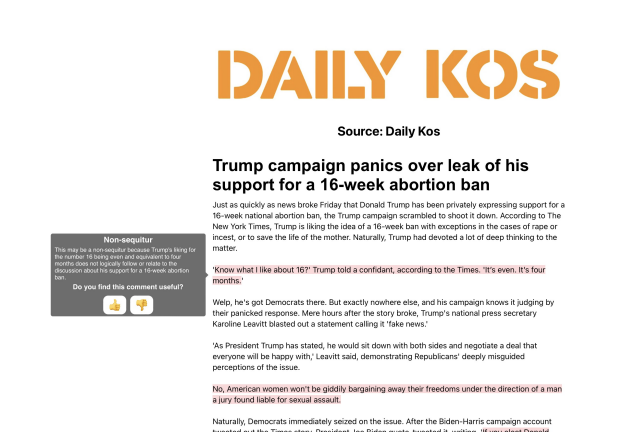 DAILY KOS
Source: Daily Kos
Trump campaign panics over leak of his
support for a 16-week abortion ban
Just as quickly as news broke Friday that Donald Trump has been privately expressing support for a
16-week national abortion ban, the Trump campaign scrambled to shoot it down. According to The
New York Times, Trump is liking the idea of a 16-week ban with exceptions in the cases of rape or
incest, or to save the life of the mother. Naturally, Trump had devoted a lot of deep thinking to the
matter.
'Know what I like about 16?' Trump told a confidant, according to the Times. 'It's even. It's four
months.'
Non-sequitur
This may be a non-sequitur because Trump's liking for
the number 16 being even and equivalent to four
months does not logically follow or relate to the
discussion about his support for a 16-week abortion
ban.
Do you find this comment useful?
Welp, he's got Democrats there. But exactly nowhere else, and his campaign knows it judging by
their panicked response. Mere hours after the story broke, Trump's national press secretary
Karoline Leavitt blasted out a statement calling it 'fake news.'
'As President Trump has stated, he would sit down with both sides and negotiate a deal that
everyone will be happy with,' Leavitt said, demonstrating Republicans' deeply misguided
perceptions of the issue.
No, American women won't be giddily bargaining away their freedoms under the direction of a man
a jury found liable for sexual assault.
Naturally, Democrats immediately seized on the issue. After the Biden-Harris campaign account